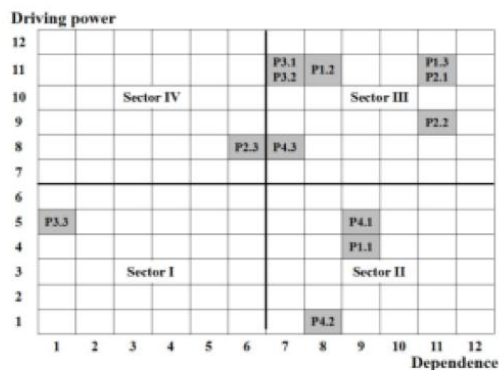 Driving power
12
11 P3.1 P1.2 P1.3
P3.2 P2.1
10 Sector IV Sector III
9 P2.2
8 P2.3 P4.3
7
6
5 P3.3 P4.1
4 P1.1
3 Sector I Sector II
2
1 P4.2
1 2 3 4 5 6 7 8 9 10 11 12
Dependence